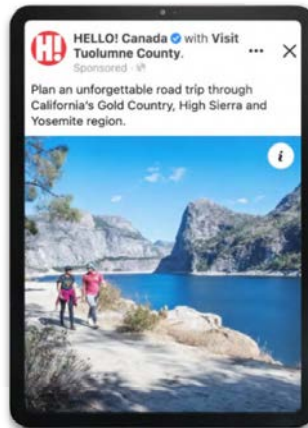 H!
HELLO! Canada with Visit
Tuolumne County.
Sponsored ·
Plan an unforgettable road trip through
California's Gold Country, High Sierra and
Yosemite region.
i